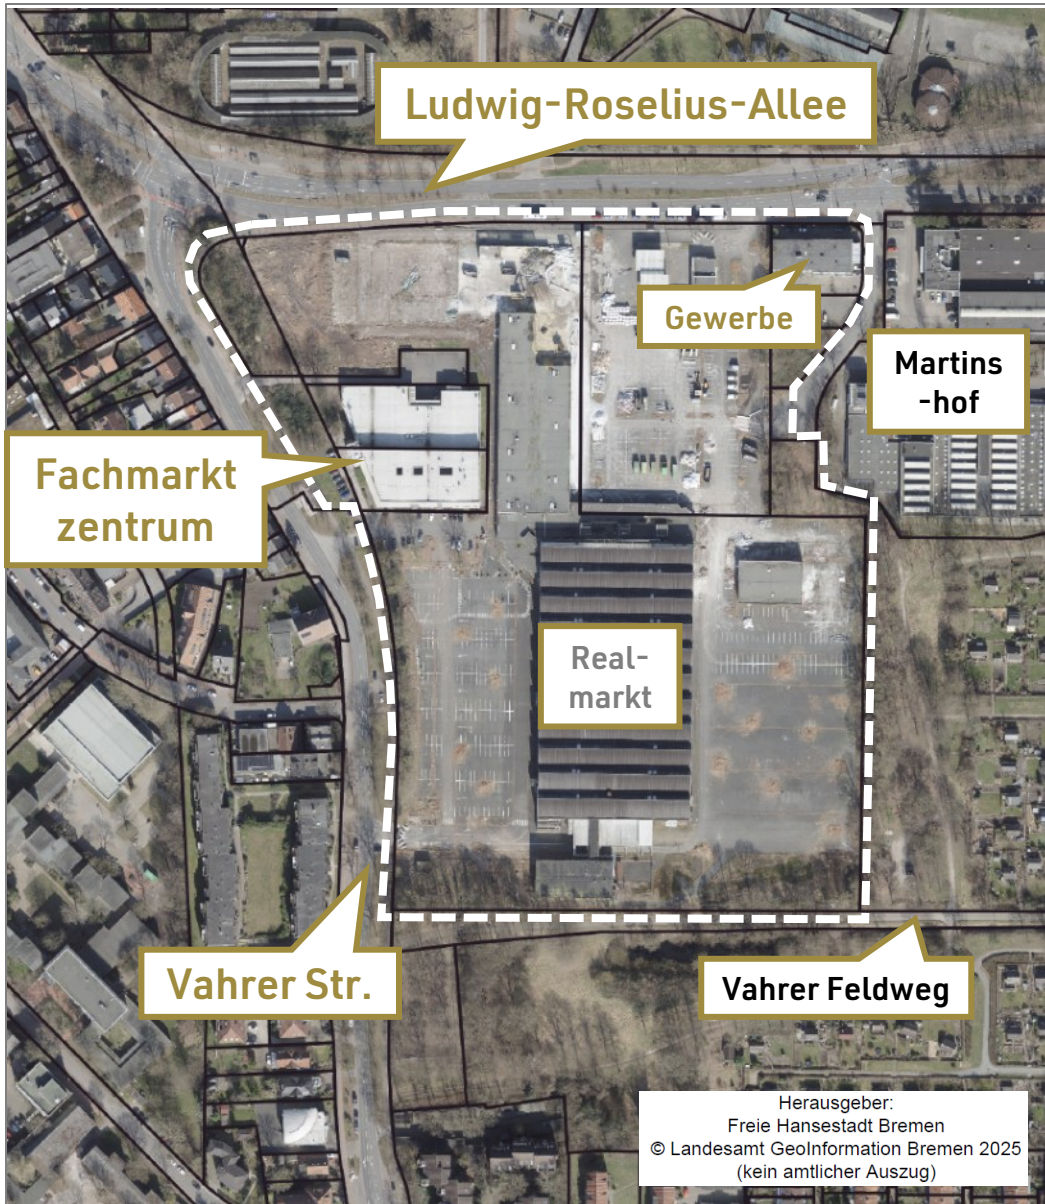 Ludwig-Roselius-Allee
Gewerbe
Martins
-hof
Fachmarkt
zentrum
Real-
markt
Vahrer Str.
Vahrer Feldweg
Herausgeber:
Freie Hansestadt Bremen
© Landesamt GeoInformation Bremen 2025
(kein amtlicher Auszug)